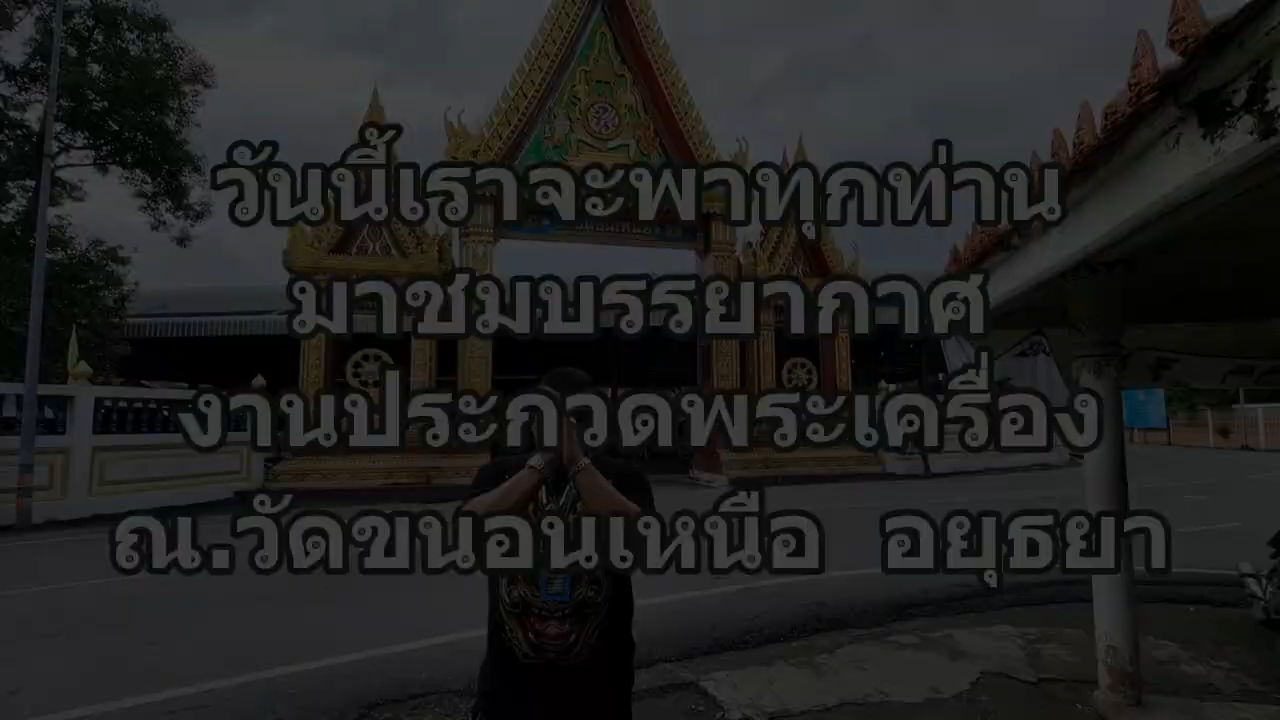 วันนี้เราจะพาทุกท่าน
มาชมบรรยากาศ
งานประกวดพระเครื่อง
ณ.วัดขนอนเหนือ อยุธยา